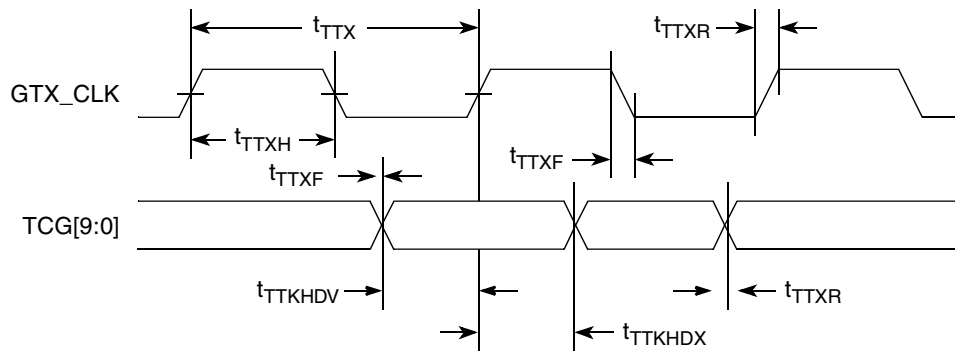 tTTX
tTTXR
GTX_CLK
tTTXH
tTTXF
tTTXF
TCG[9:0]
tTTKHDV
tTTXR
tTTKHDX